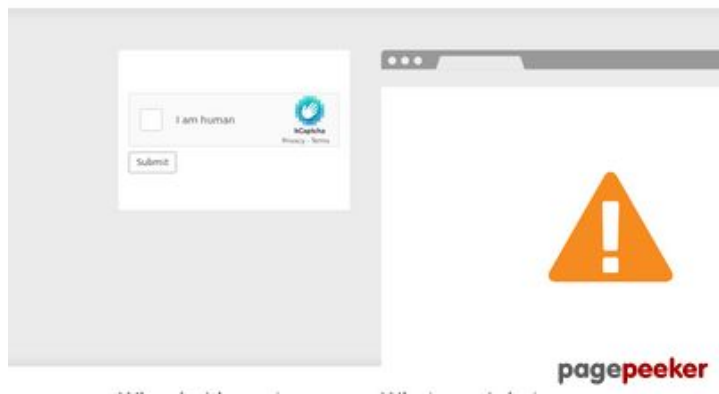 I am human
hCaptcha
Privacy - Terms
Submit
pagepeeker